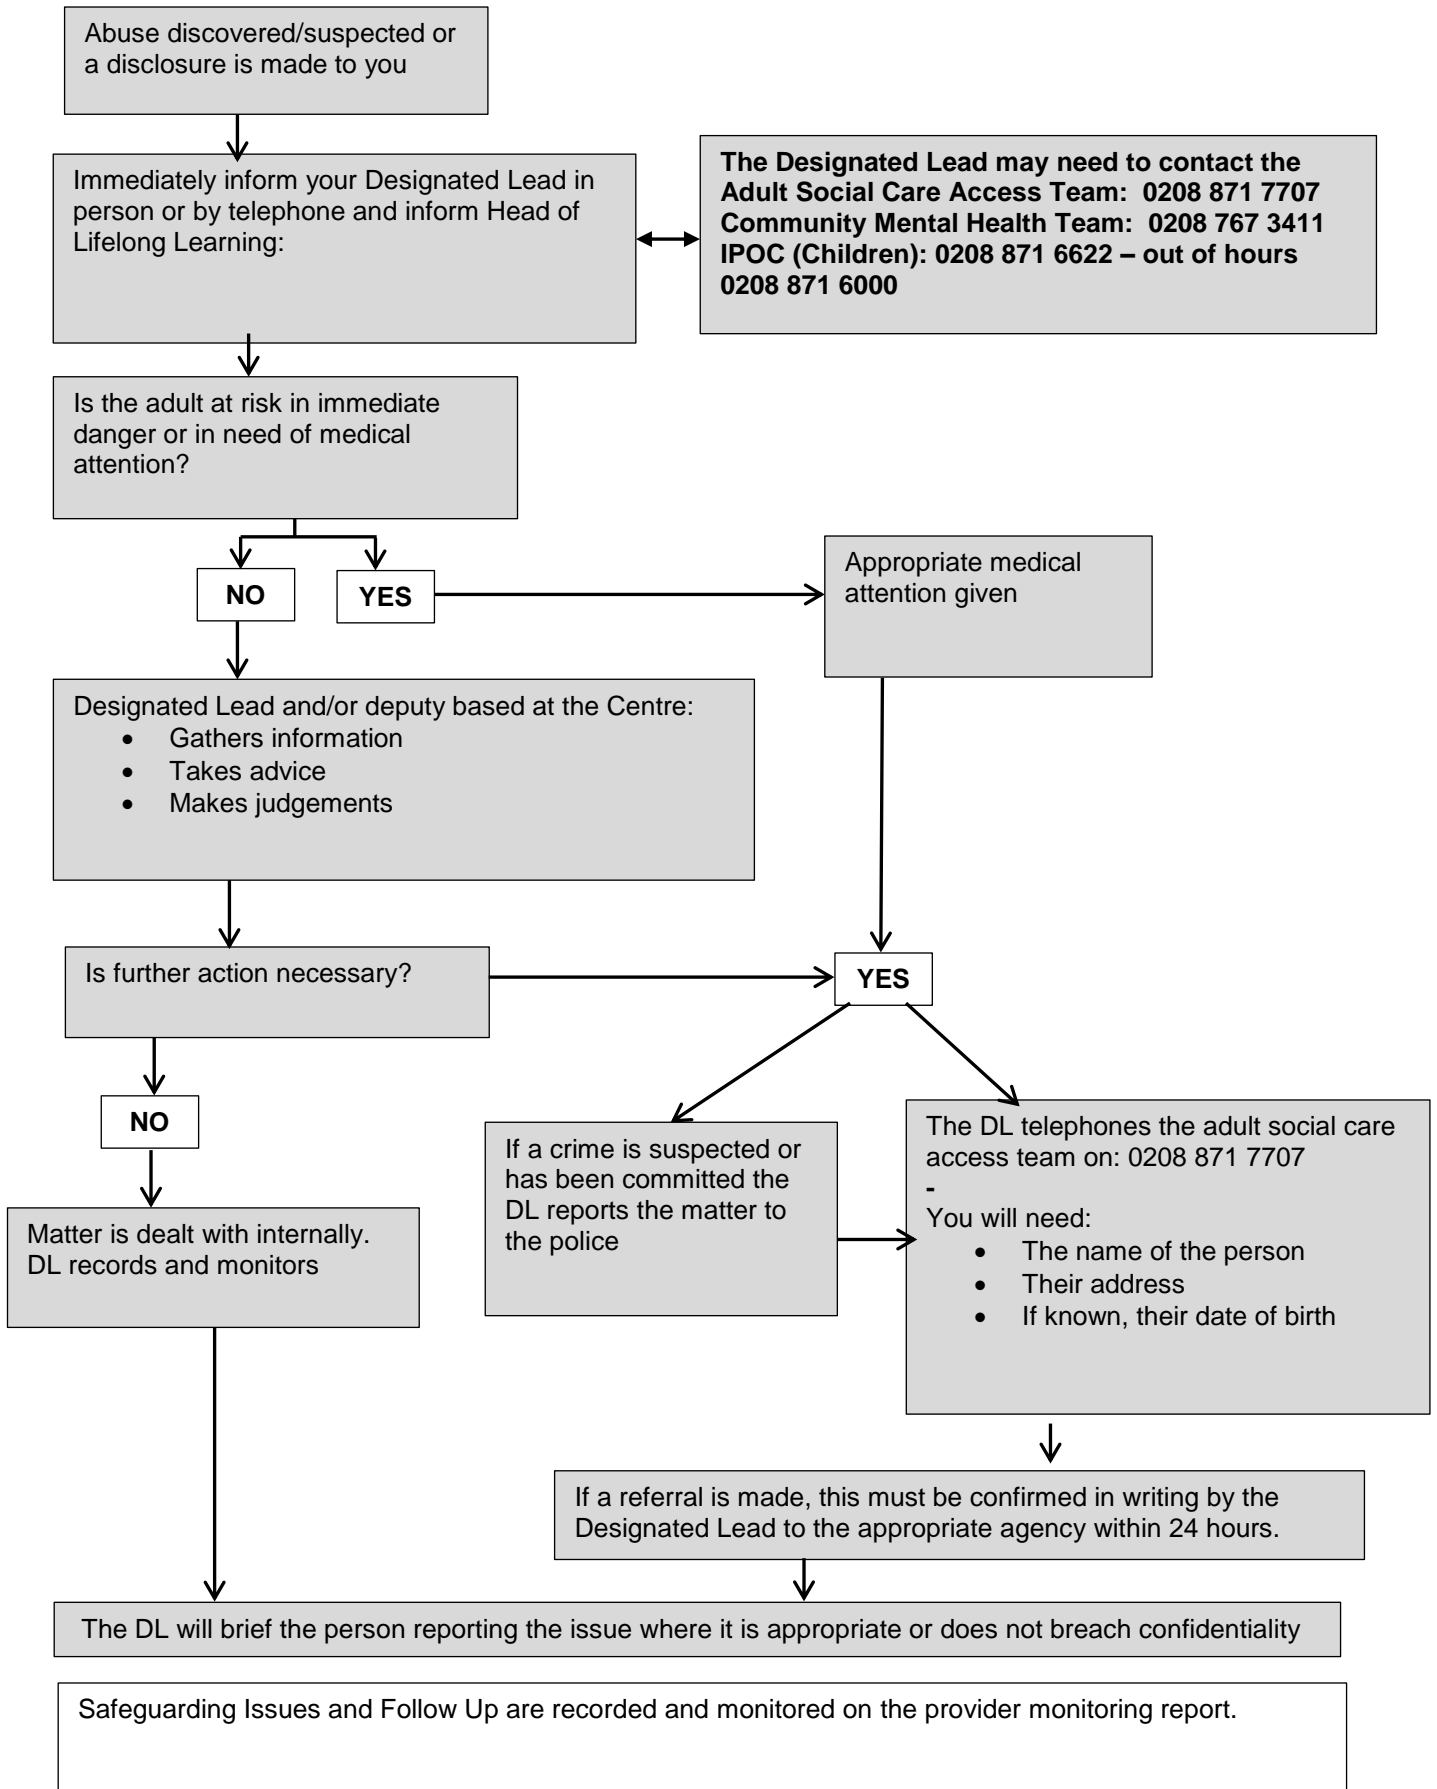 Abuse discovered/suspected or
a disclosure is made to you
Immediately inform your Designated Lead in
person or by telephone and inform Head of
Lifelong Learning:
The Designated Lead may need to contact the
Adult Social Care Access Team:  0208 871 7707
Community Mental Health Team:  0208 767 3411
IPOC (Children): 0208 871 6622 – out of hours
0208 871 6000
Is the adult at risk in immediate
danger or in need of medical
attention?
NO
YES
Appropriate medical
attention given
Designated Lead and/or deputy based at the Centre:
• Gathers information
• Takes advice
• Makes judgements
Is further action necessary?
YES
NO
If a crime is suspected or
has been committed the
DL reports the matter to
the police
The DL telephones the adult social care
access team on: 0208 871 7707
-
You will need:
• The name of the person
• Their address
• If known, their date of birth
Matter is dealt with internally.
DL records and monitors
If a referral is made, this must be confirmed in writing by the
Designated Lead to the appropriate agency within 24 hours.
The DL will brief the person reporting the issue where it is appropriate or does not breach confidentiality
Safeguarding Issues and Follow Up are recorded and monitored on the provider monitoring report.